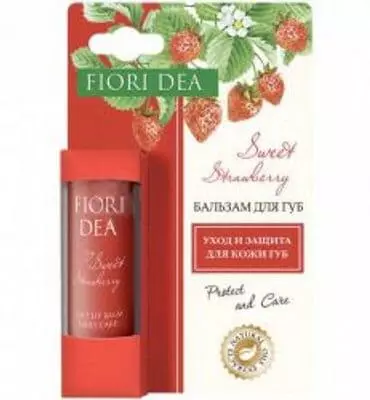 FIORI DEA
Sweet
Strawberry
БАЛЬЗАМ ДЛЯ ГУБ
УХОД И ЗАЩИТА
ДЛЯ КОЖИ ГУБ
Protect
and Care
FIORI
DEA
Sweet
Strawberry